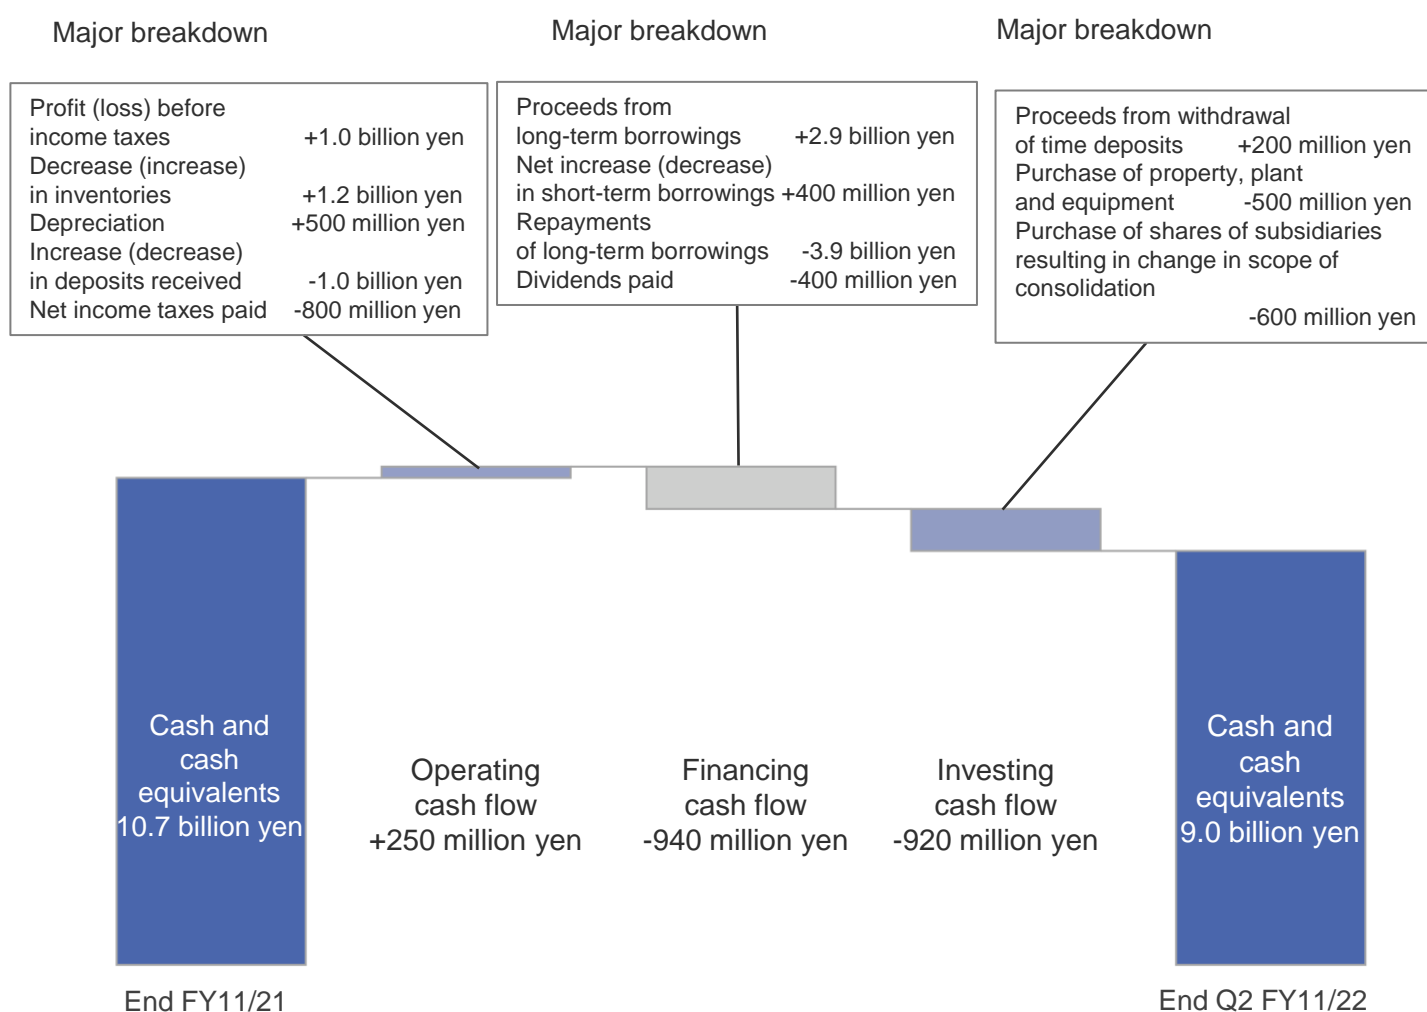 Major breakdown
Profit (loss) before
income taxes +1.0 billion yen
Decrease (increase)
in inventories +1.2 billion yen
Depreciation +500 million yen
Increase (decrease)
in deposits received -1.0 billion yen
Net income taxes paid -800 million yen
Major breakdown
Proceeds from
long-term borrowings +2.9 billion yen
Net increase (decrease)
in short-term borrowings +400 million yen
Repayments
of long-term borrowings -3.9 billion yen
Dividends paid -400 million yen
Major breakdown
Proceeds from withdrawal
of time deposits +200 million yen
Purchase of property, plant
and equipment -500 million yen
Purchase of shares of subsidiaries
resulting in change in scope of
consolidation
-600 million yen
Cash and
cash
equivalents
10.7 billion yen
Operating
cash flow
+250 million yen
Financing
cash flow
-940 million yen
Investing
cash flow
-920 million yen
Cash and
cash
equivalents
9.0 billion yen
End FY11/21
End Q2 FY11/22